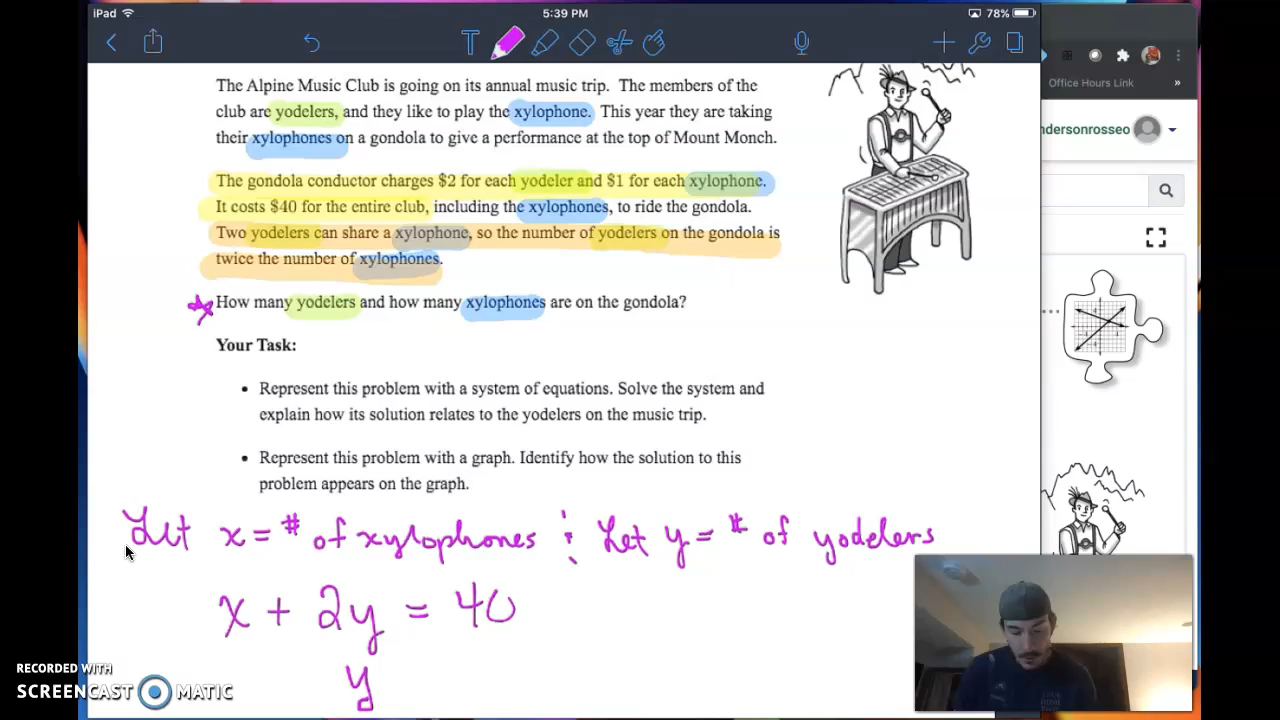 iPad
5:39 PM
78%
T
The Alpine Music Club is going on its annual music trip. The members of the
club are yodelers, and they like to play the xylophone. This year they are taking
their xylophones on a gondola to give a performance at the top of Mount Monch.
The gondola conductor charges $2 for each yodeler and $1 for each xylophone.
It costs $40 for the entire club, including the xylophones, to ride the gondola.
Two yodelers can share a xylophone, so the number of yodelers on the gondola is
twice the number of xylophones.
How many yodelers and how many xylophones are on the gondola?
Your Task:
• Represent this problem with a system of equations. Solve the system and
explain how its solution relates to the yodelers on the music trip.
• Represent this problem with a graph. Identify how the solution to this
problem appears on the graph.
Let x = # of xylophones ; Let y = # of yodelers
x + 2y = 40
y
Office Hours Link
»
ndersonrosseo
RECORDED WITH
SCREENCAST MATIC